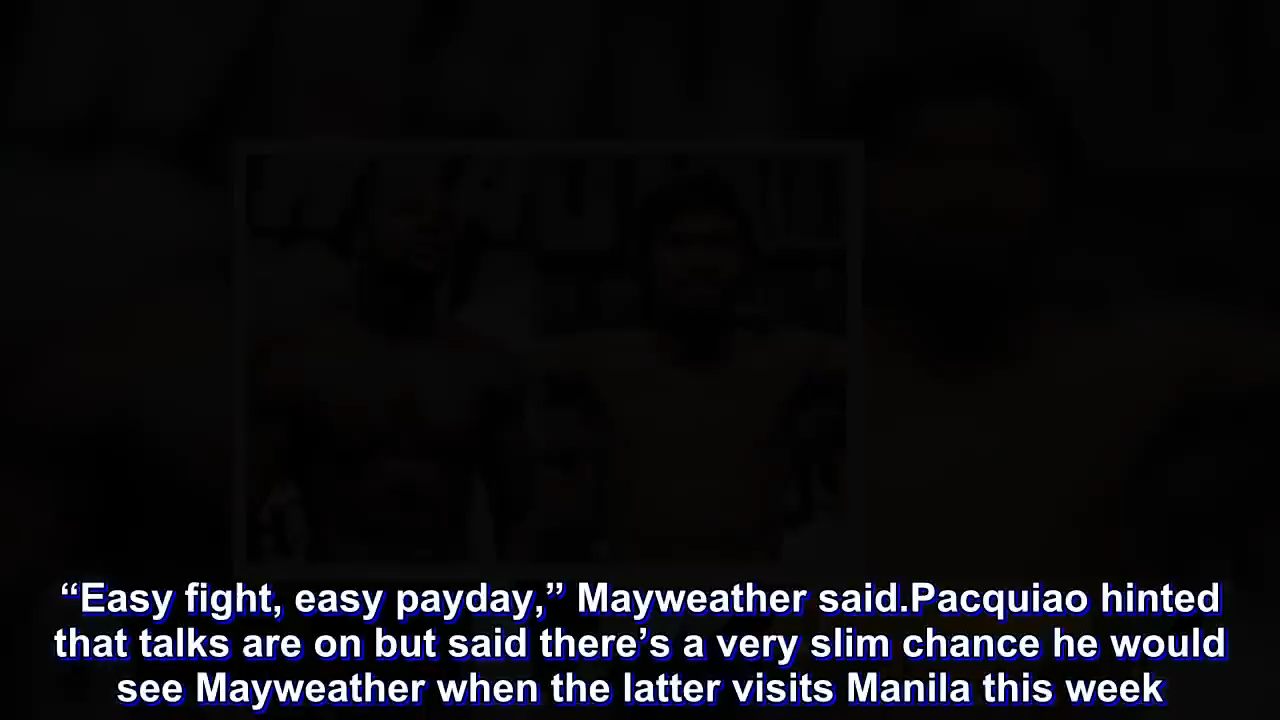 “Easy fight, easy payday,” Mayweather said.Pacquiao hinted
that talks are on but said there’s a very slim chance he would
see Mayweather when the latter visits Manila this week